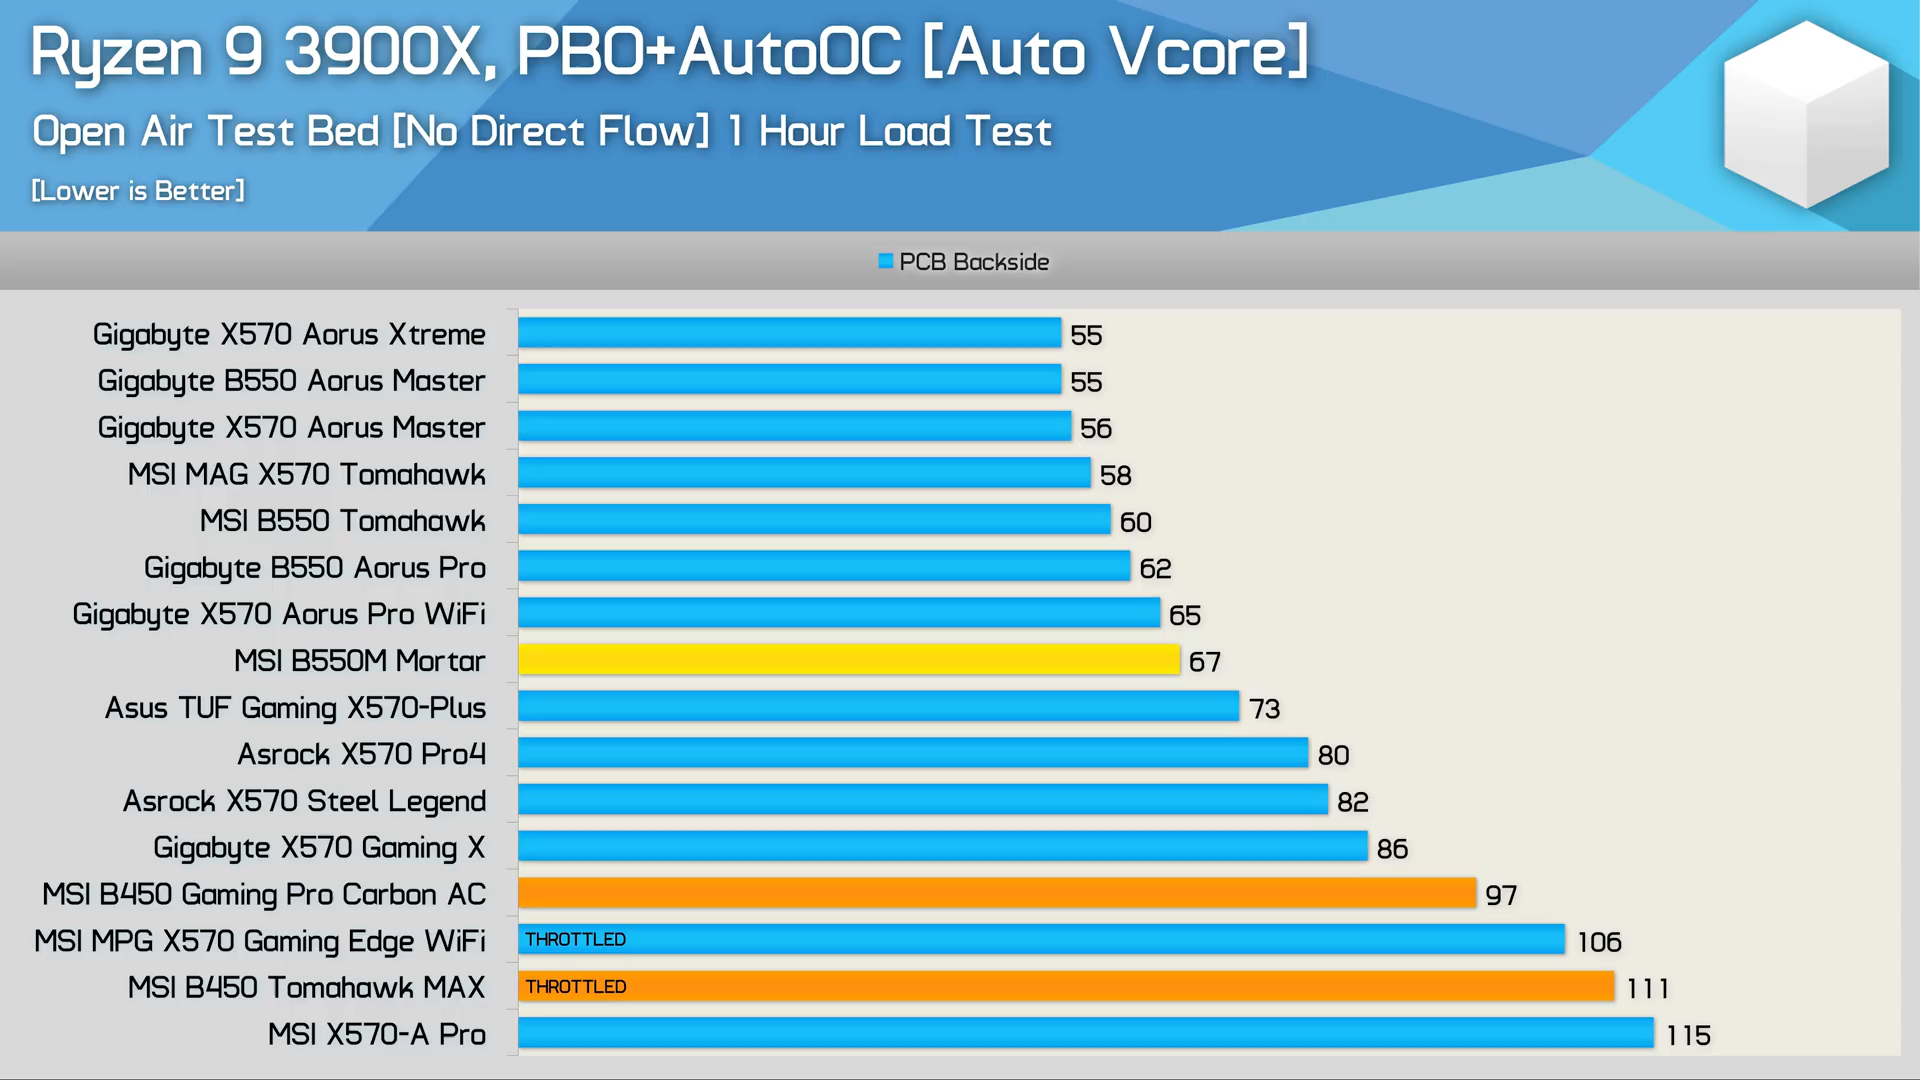 Ryzen 9 3900X, PBO+AutoOC [Auto Vcore]
Open Air Test Bed [No Direct Flow] 1 Hour Load Test
[Lower is Better]
PCB Backside
Gigabyte X570 Aorus Xtreme 55
Gigabyte B550 Aorus Master 55
Gigabyte X570 Aorus Master 56
MSI MAG X570 Tomahawk 58
MSI B550 Tomahawk 60
Gigabyte B550 Aorus Pro 62
Gigabyte X570 Aorus Pro WiFi 65
MSI B550M Mortar 67
Asus TUF Gaming X570-Plus 73
Asrock X570 Pro4 80
Asrock X570 Steel Legend 82
Gigabyte X570 Gaming X 86
MSI B450 Gaming Pro Carbon AC 97
MSI MPG X570 Gaming Edge WiFi THROTTLED 106
MSI B450 Tomahawk MAX THROTTLED 111
MSI X570-A Pro 115